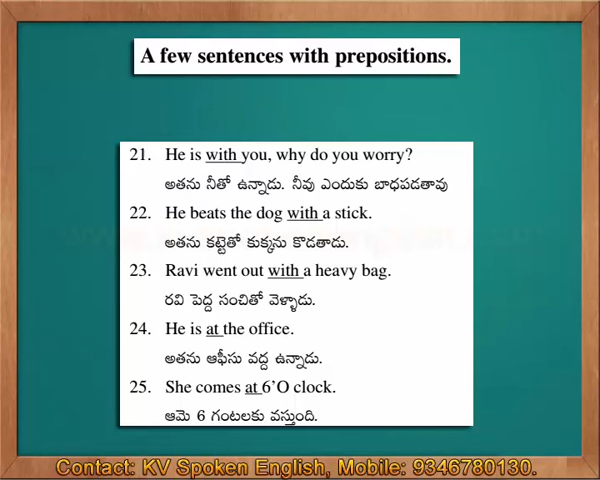 A few sentences with prepositions.
21. He is with you, why do you worry?
అతను నీతో ఉన్నాడు. నీవు ఎందుకు బాధపడతావు
22. He beats the dog with a stick.
అతను కట్టెతో కుక్కను కొడతాడు.
23. Ravi went out with a heavy bag.
రవి పెద్ద సంచితో వెళ్ళాడు.
24. He is at the office.
అతను ఆఫీసు వద్ద ఉన్నాడు.
25. She comes at 6’O clock.
ఆమె 6 గంటలకు వస్తుంది.
Contact: KV Spoken English, Mobile: 9346780130.